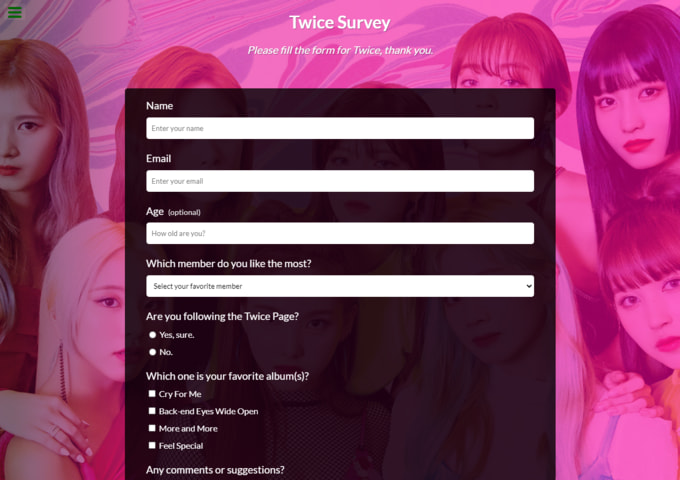 Twice Survey
Please fill the form for Twice, thank you.
Name
Enter your name
Email
Enter your email
Age (optional)
How old are you?
Which member do you like the most?
Select your favorite member
Are you following the Twice Page?
Yes, sure.
No.
Which one is your favorite album(s)?
Cry For Me
Back-end Eyes Wide Open
More and More
Feel Special
Any comments or suggestions?